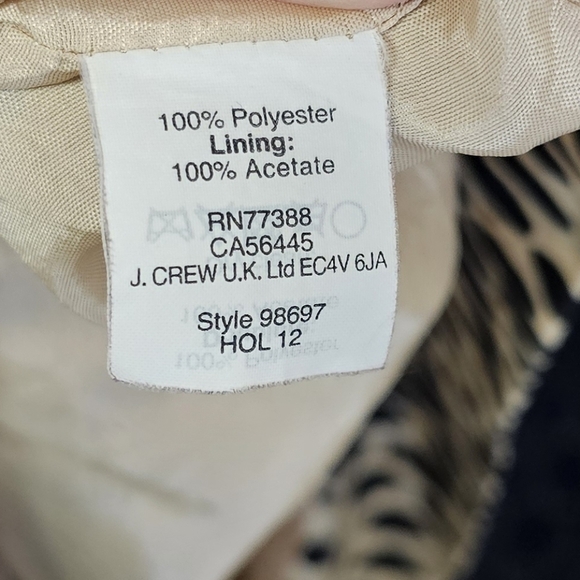 100% Polyester
Lining:
100% Acetate
RN77388
CA56445
J. CREW U.K. Ltd EC4V 6JA
Style 98697
HOL 12